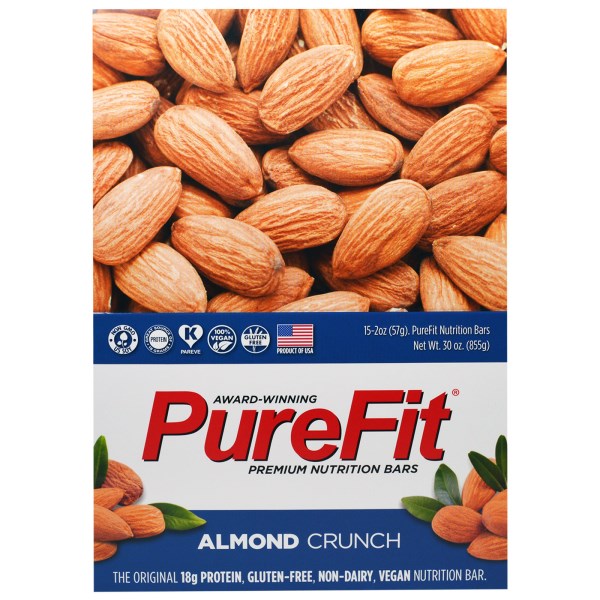 NON GMO
PROTEIN
K
PAREVE
100%
VEGAN
GLUTEN
FREE
PRODUCT OF USA
15-2oz (57g). PureFit Nutrition Bars
Net Wt. 30 oz. (855g)
AWARD-WINNING
PureFit®
PREMIUM NUTRITION BARS
ALMOND CRUNCH
THE ORIGINAL 18g PROTEIN, GLUTEN-FREE, NON-DAIRY, VEGAN NUTRITION BAR.